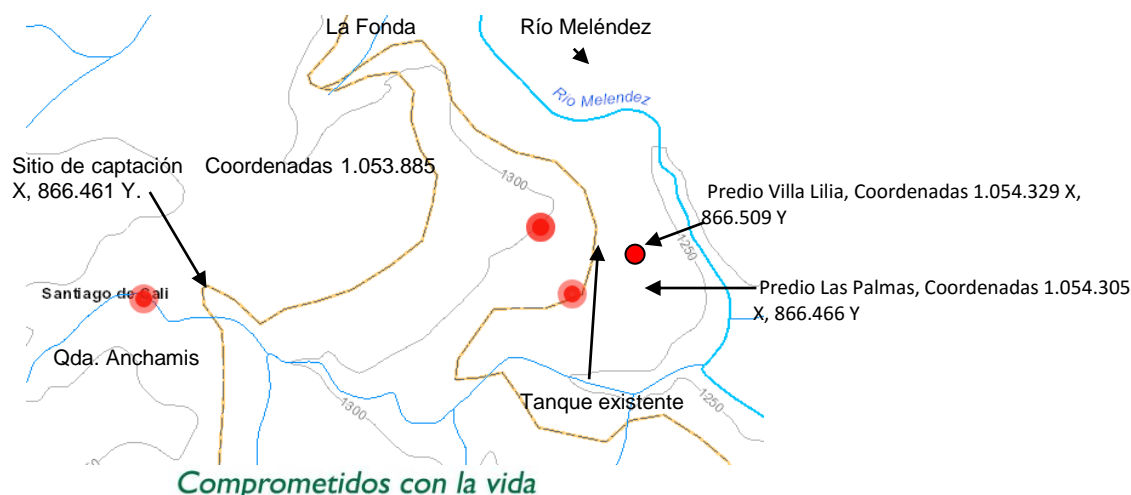 La Fonda
Río Meléndez
Río Melendez
Sitio de captación Coordenadas 1.053.885
X, 866.461 Y.
1300
Predio Villa Lilia, Coordenadas 1.054.329 X,
866.509 Y
1250
Santiago de Cali
Predio Las Palmas, Coordenadas 1.054.305
X, 866.466 Y
Qda. Anchamis
Tanque existente
1300
1250
Comprometidos con la vida